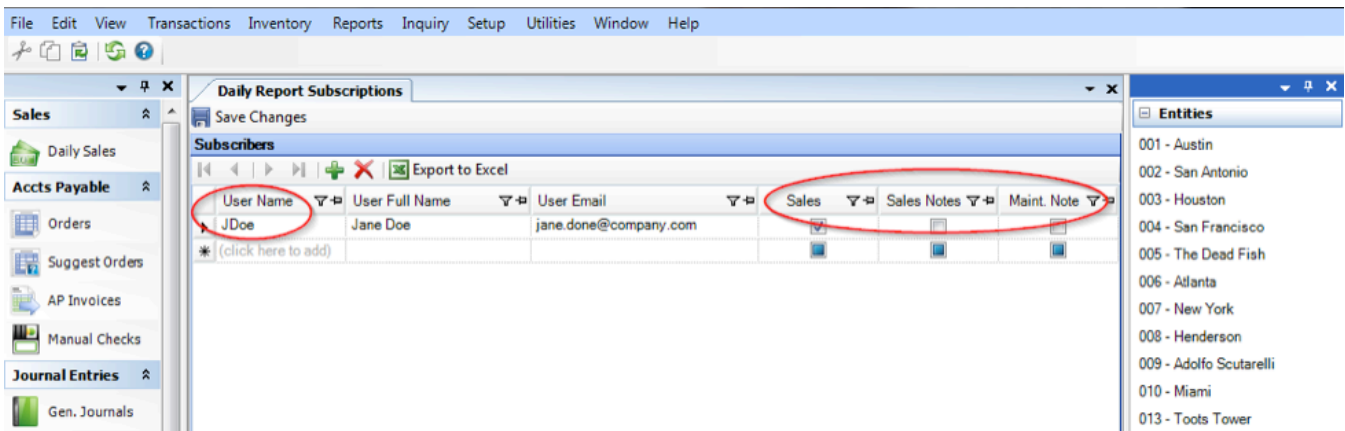 File Edit View Transactions Inventory Reports Inquiry Setup Utilities Window Help
Sales
Daily Sales
Accts Payable
Orders
Suggest Orders
AP Invoices
Manual Checks
Journal Entries
Gen. Journals
Daily Report Subscriptions
Save Changes
Subscribers
Export to Excel
User Name User Full Name User Email Sales Sales Notes Maint. Note
JDoe Jane Doe jane.done@company.com
(click here to add)
Entities
001 - Austin
002 - San Antonio
003 - Houston
004 - San Francisco
005 - The Dead Fish
006 - Atlanta
007 - New York
008 - Henderson
009 - Adolfo Scutarelli
010 - Miami
013 - Toots Tower